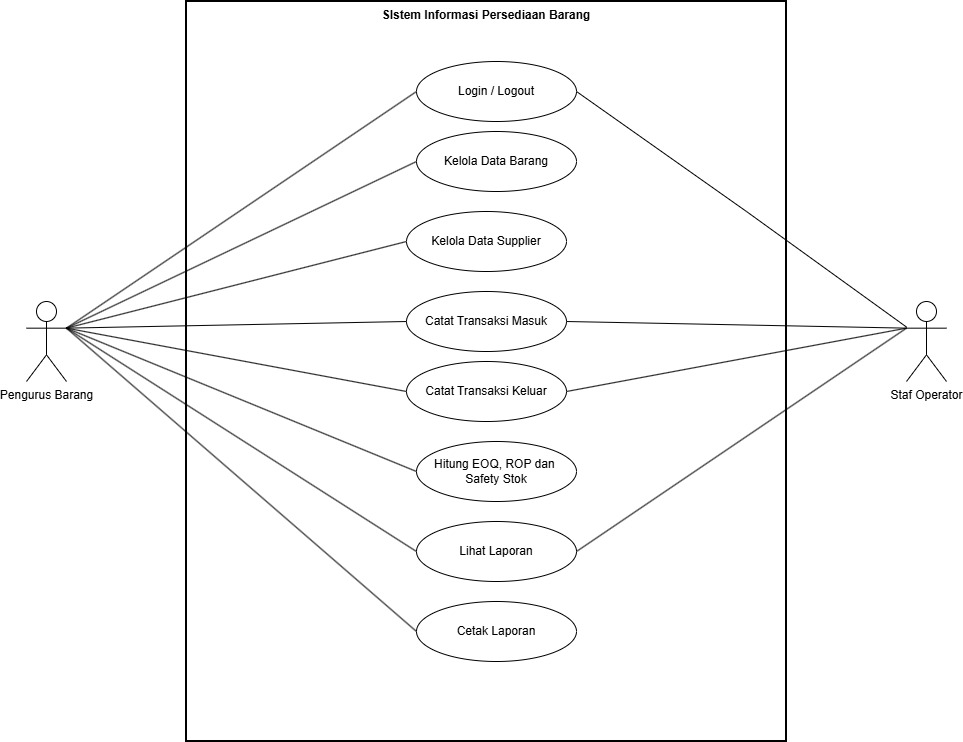 Sistem Informasi Persediaan Barang
Login / Logout
Kelola Data Barang
Kelola Data Supplier
Catat Transaksi Masuk
Catat Transaksi Keluar
Pengurus Barang
Staf Operator
Hitung EOQ, ROP dan
Safety Stok
Lihat Laporan
Cetak Laporan